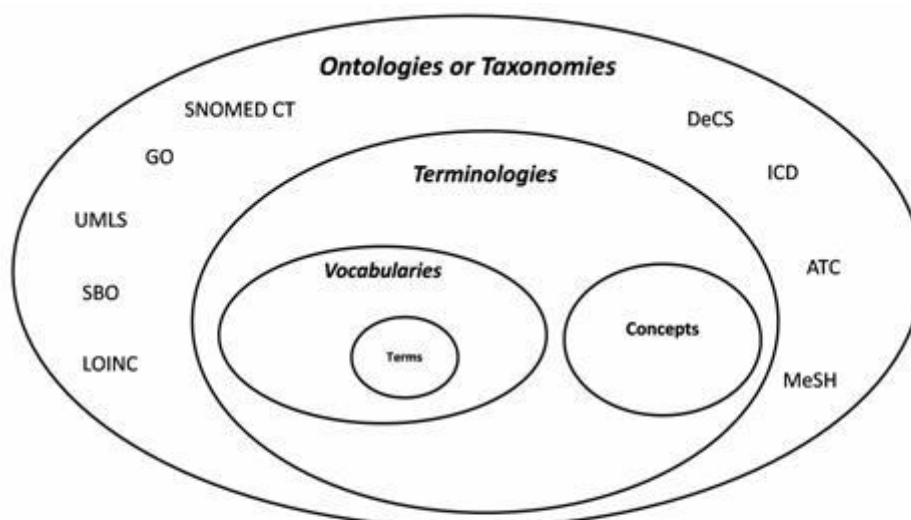 Ontologies or Taxonomies
SNOMED CT
DeCS
GO
ICD
Terminologies
UMLS
Vocabularies
ATC
SBO
Concepts
Terms
LOINC
MeSH